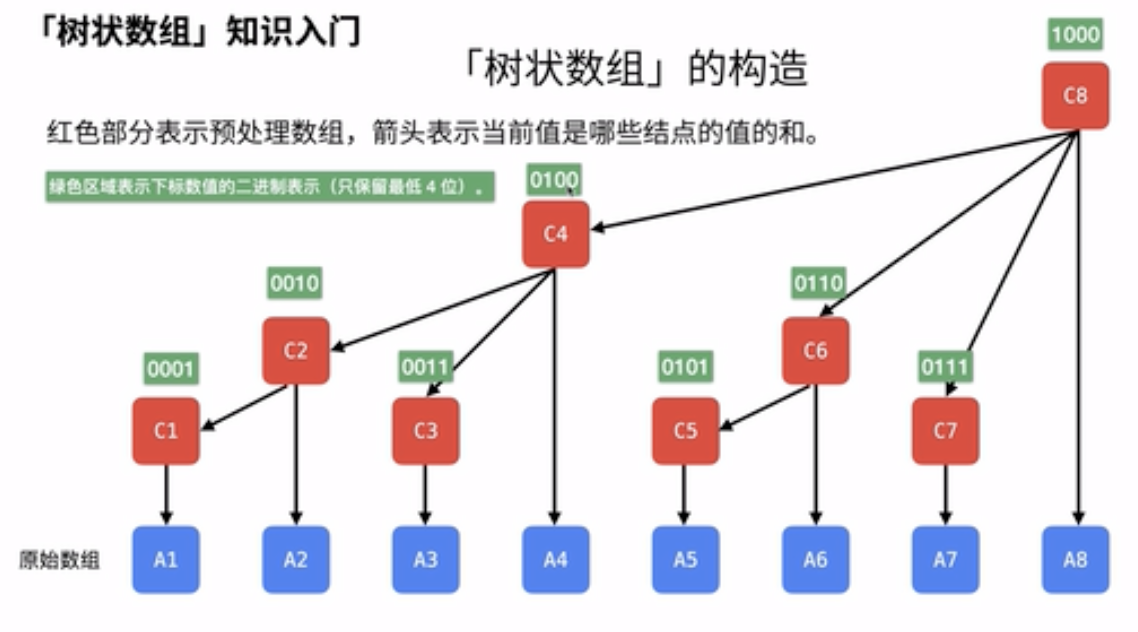 「树状数组」知识入门
「树状数组」的构造
红色部分表示预处理数组，箭头表示当前值是哪些结点的值的和。
绿色区域表示下标数值的二进制表示（只保留最低 4 位）。
1000
C8
0100
C4
0010
0110
C2
C6
0001
0011
0101
0111
C1
C3
C5
C7
原始数组
A1
A2
A3
A4
A5
A6
A7
A8